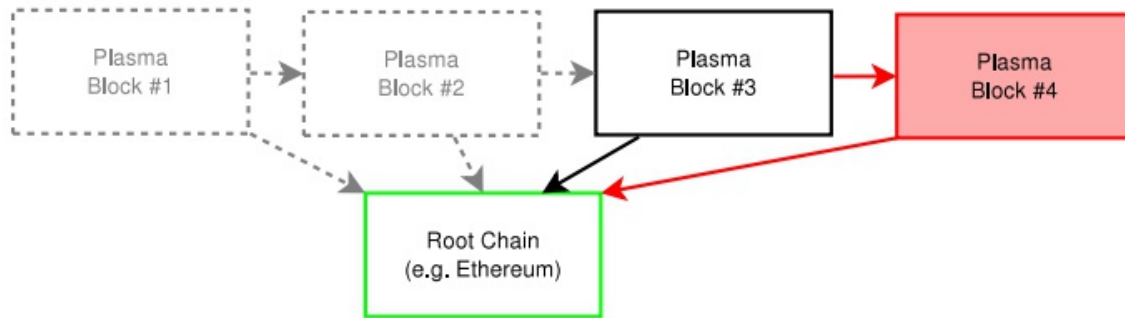 Plasma
Block #1
Plasma
Block #2
Plasma
Block #3
Plasma
Block #4
Root Chain
(e.g. Ethereum)